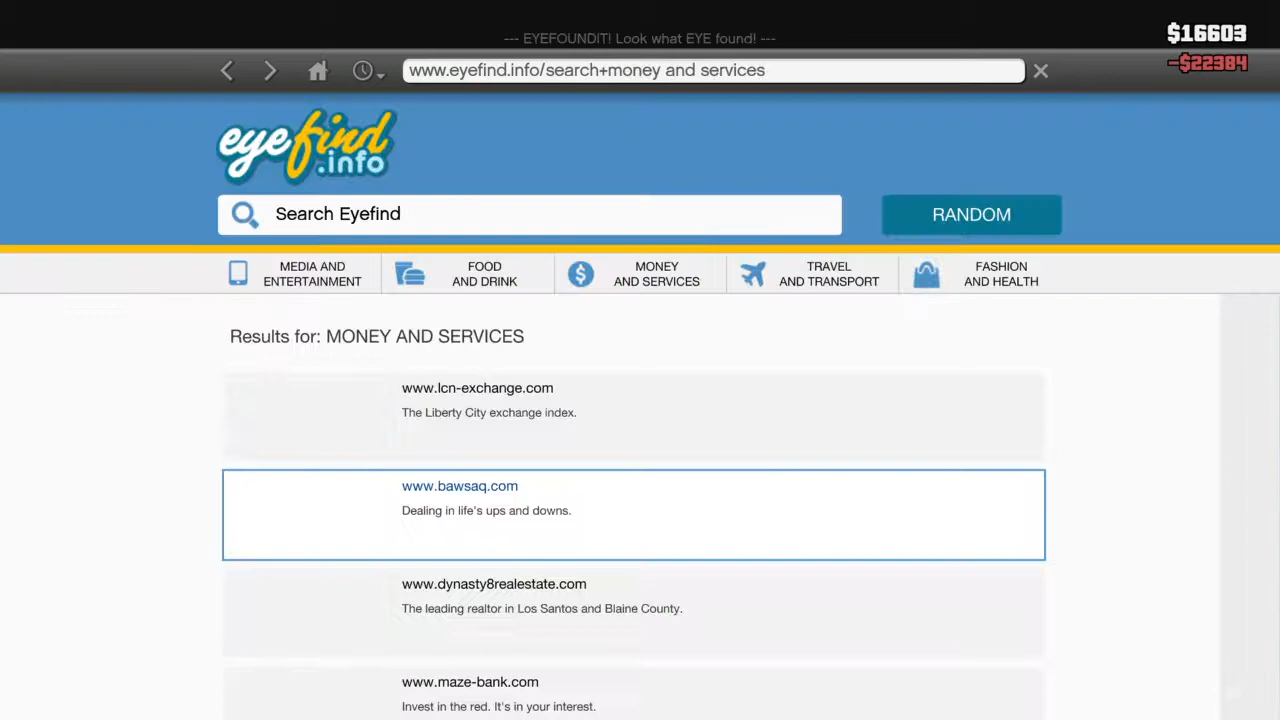 --- EYEFOUNDIT! Look what EYE found! ---
$16603
-$22384
www.eyefind.info/search+money and services
eyefind
.info
Search Eyefind
RANDOM
MEDIA AND
ENTERTAINMENT
FOOD
AND DRINK
MONEY
AND SERVICES
TRAVEL
AND TRANSPORT
FASHION
AND HEALTH
Results for: MONEY AND SERVICES
www.lcn-exchange.com
The Liberty City exchange index.
www.bawsaq.com
Dealing in life's ups and downs.
www.dynasty8realestate.com
The leading realtor in Los Santos and Blaine County.
www.maze-bank.com
Invest in the red. It's in your interest.